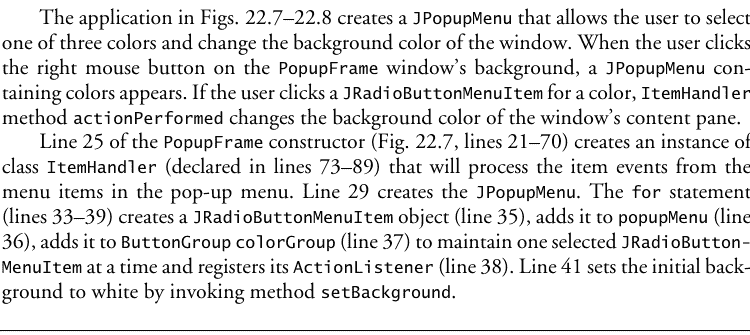 The application in Figs. 22.7–22.8 creates a JPopupMenu that allows the user to select
one of three colors and change the background color of the window. When the user clicks
the right mouse button on the PopupFrame window's background, a JPopupMenu con-
taining colors appears. If the user clicks a JRadioButtonMenuItem for a color, ItemHandler
method actionPerformed changes the background color of the window's content pane.
Line 25 of the PopupFrame constructor (Fig. 22.7, lines 21–70) creates an instance of
class ItemHandler (declared in lines 73–89) that will process the item events from the
menu items in the pop-up menu. Line 29 creates the JPopupMenu. The for statement
(lines 33–39) creates a JRadioButtonMenuItem object (line 35), adds it to popupMenu (line
36), adds it to ButtonGroup colorGroup (line 37) to maintain one selected JRadioButton-
MenuItem at a time and registers its ActionListener (line 38). Line 41 sets the initial back-
ground to white by invoking method setBackground.